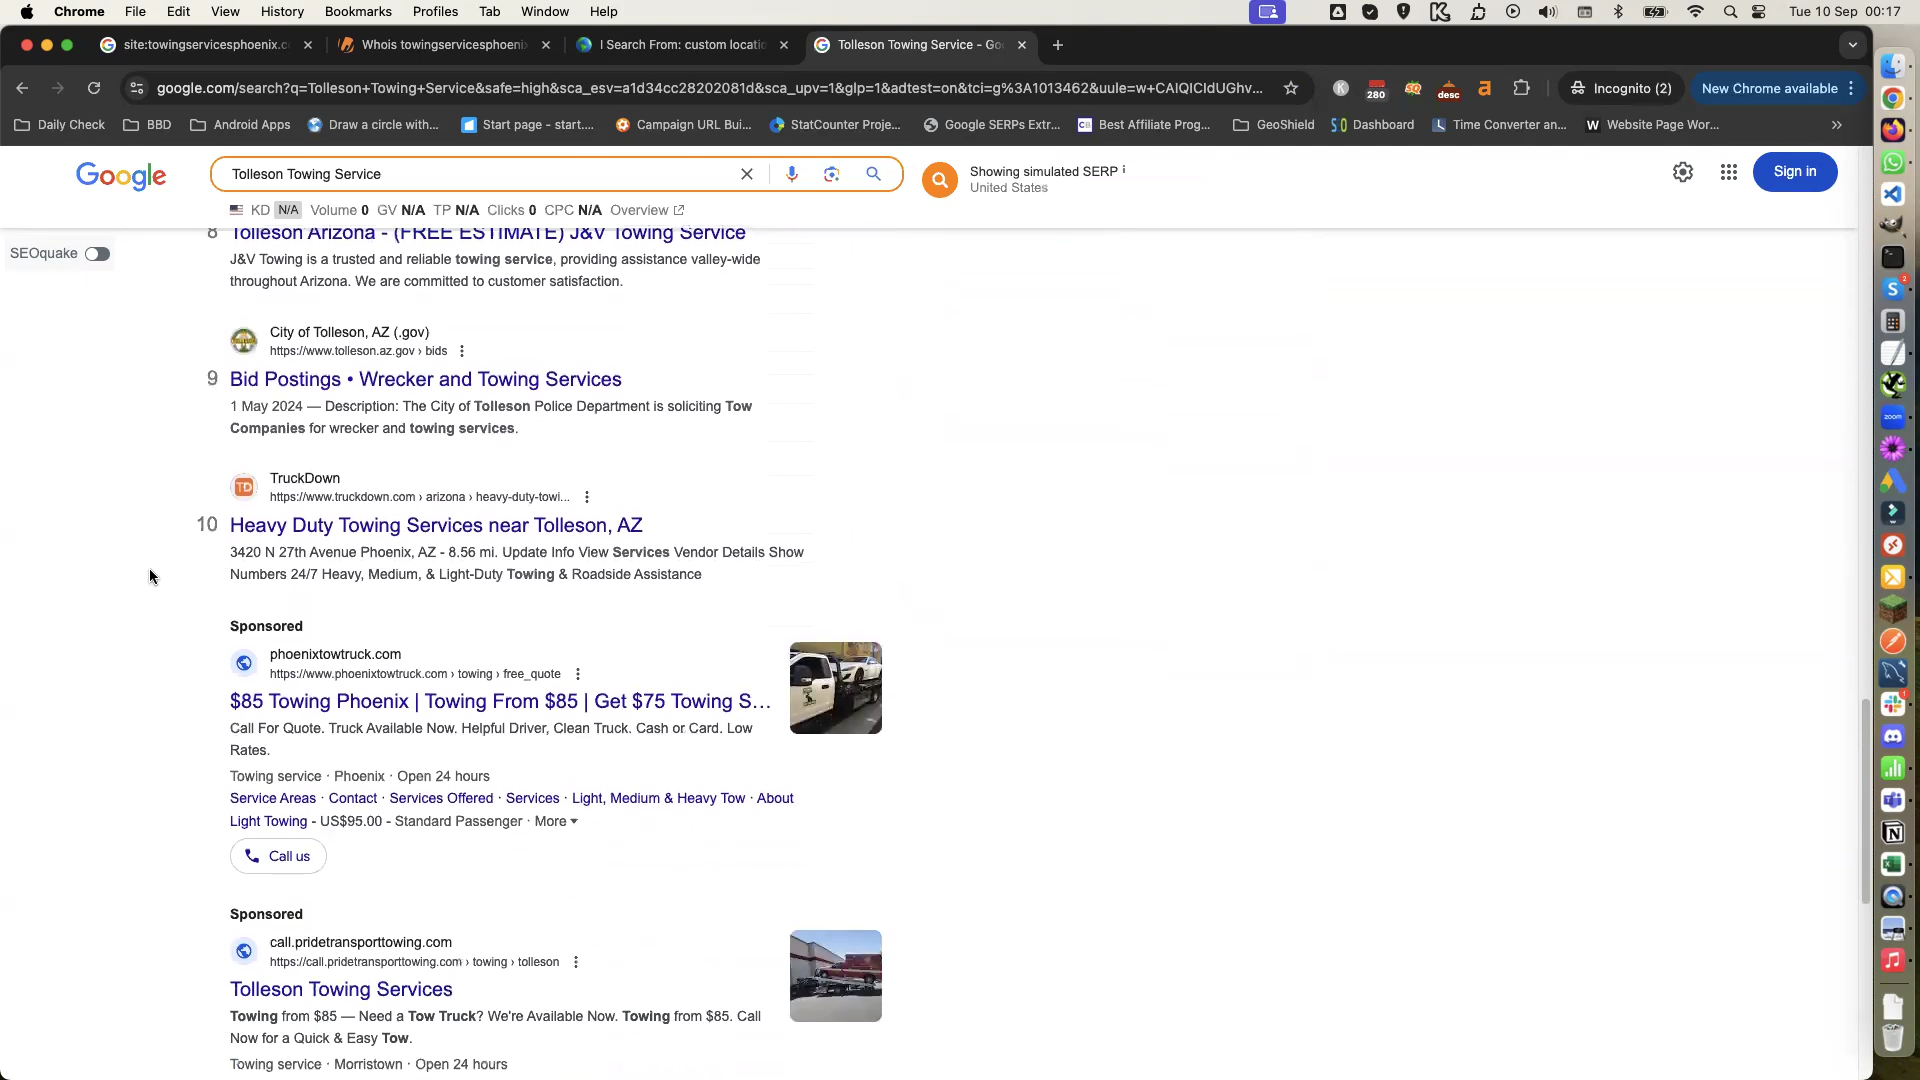 Chrome File Edit View History Bookmarks Profiles Tab Window Help Tue 10 Sep 00:17
site:towingservicesphoenix.c Whois towingservicesphoeni I Search From: custom locatio Tolleson Towing Service - Go
google.com/search?q=Tolleson+Towing+Service&safe=high&sca_esv=a1d34cc28202081d&sca_upv=1&glp=1&adtest=on&tci=g%3A1013462&uule=w+CAIQICIdUGhv... 280 desc Incognito (2) New Chrome available
Daily Check BBD Android Apps Draw a circle with... Start page - start.... Campaign URL Bui... StatCounter Proje... Google SERPs Extr... Best Affiliate Prog... GeoShield Dashboard Time Converter an... Website Page Wor... »
Google Tolleson Towing Service Showing simulated SERP i Sign in
United States
KD N/A Volume 0 GV N/A TP N/A Clicks 0 CPC N/A Overview
SEOquake
8 Tolleson Arizona - (FREE ESTIMATE) J&V Towing Service
J&V Towing is a trusted and reliable towing service, providing assistance valley-wide
throughout Arizona. We are committed to customer satisfaction.
City of Tolleson, AZ (.gov)
https://www.tolleson.az.gov › bids
9 Bid Postings • Wrecker and Towing Services
1 May 2024 — Description: The City of Tolleson Police Department is soliciting Tow
Companies for wrecker and towing services.
TD TruckDown
https://www.truckdown.com › arizona › heavy-duty-towi...
10 Heavy Duty Towing Services near Tolleson, AZ
3420 N 27th Avenue Phoenix, AZ - 8.56 mi. Update Info View Services Vendor Details Show
Numbers 24/7 Heavy, Medium, & Light-Duty Towing & Roadside Assistance
Sponsored
phoenixtowtruck.com
https://www.phoenixtowtruck.com › towing › free_quote
$85 Towing Phoenix | Towing From $85 | Get $75 Towing S...
Call For Quote. Truck Available Now. Helpful Driver, Clean Truck. Cash or Card. Low
Rates.
Towing service · Phoenix · Open 24 hours
Service Areas · Contact · Services Offered · Services · Light, Medium & Heavy Tow · About
Light Towing - US$95.00 - Standard Passenger · More
Call us
Sponsored
call.pridetransporttowing.com
https://call.pridetransporttowing.com › towing › tolleson
Tolleson Towing Services
Towing from $85 — Need a Tow Truck? We're Available Now. Towing from $85. Call
Now for a Quick & Easy Tow.
Towing service · Morristown · Open 24 hours